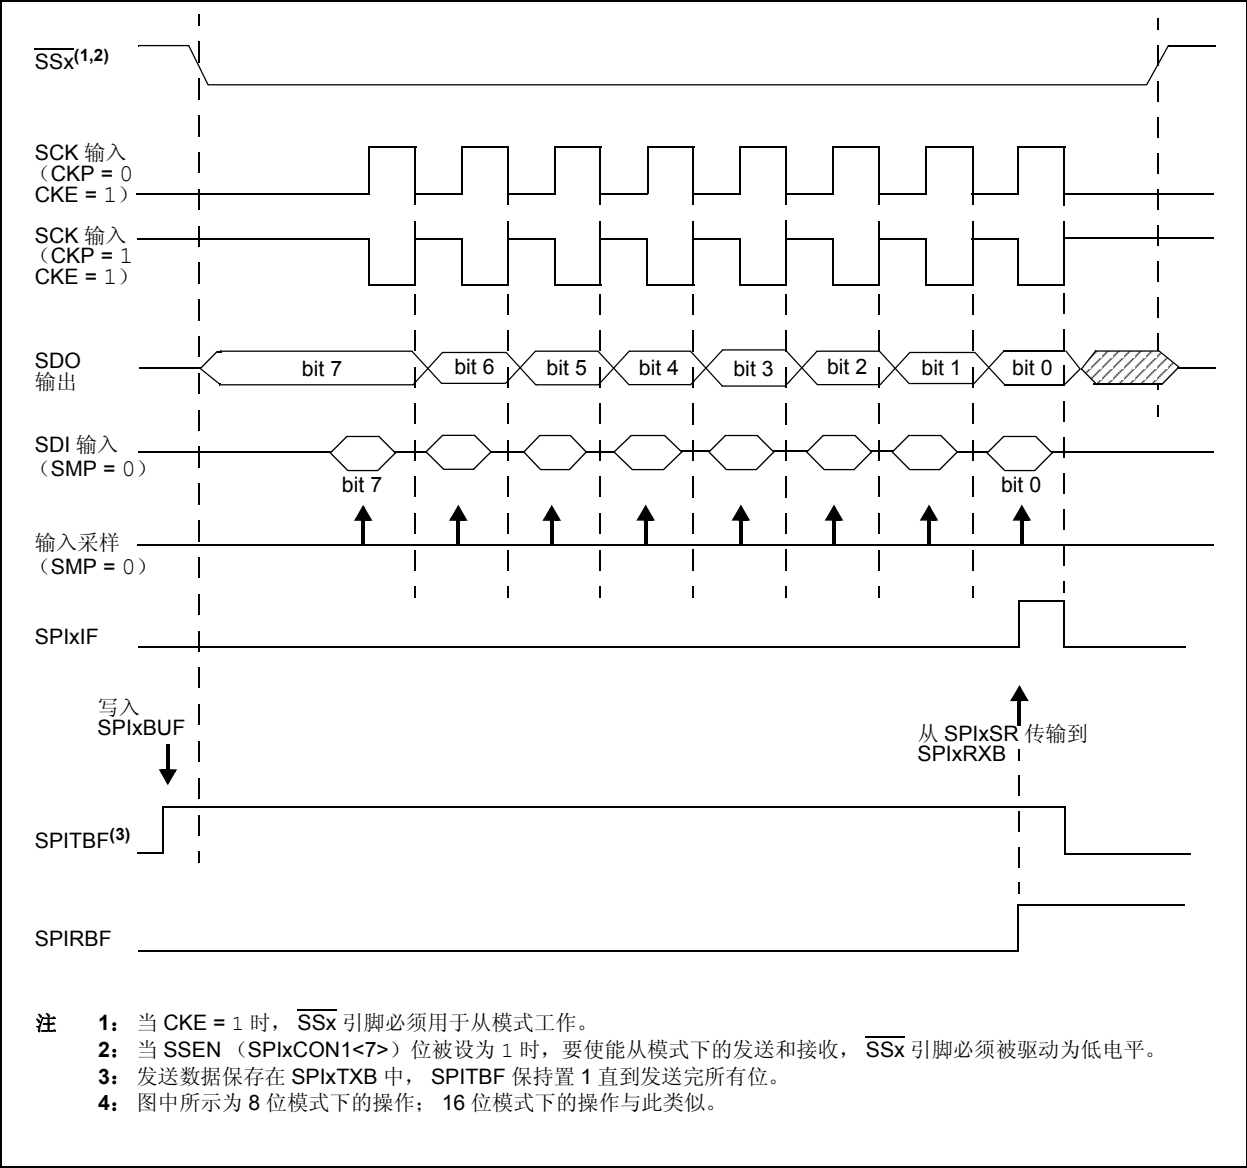 SSx(1,2)
SCK 输入
（CKP = 0
CKE = 1）
SCK 输入
（CKP = 1
CKE = 1）
SDO
输出
bit 7 bit 6 bit 5 bit 4 bit 3 bit 2 bit 1 bit 0
SDI 输入
（SMP = 0）
bit 7 bit 0
输入采样
（SMP = 0）
SPIxIF
写入
SPIxBUF
从 SPIxSR 传输到
SPIxRXB
SPITBF(3)
SPIRBF
注 1： 当 CKE = 1 时， SSx 引脚必须用于从模式工作。
2： 当 SSEN （SPIxCON1<7>）位被设为 1 时，要使能从模式下的发送和接收， SSx 引脚必须被驱动为低电平。
3： 发送数据保存在 SPIxTXB 中， SPITBF 保持置 1 直到发送完所有位。
4： 图中所示为 8 位模式下的操作； 16 位模式下的操作与此类似。